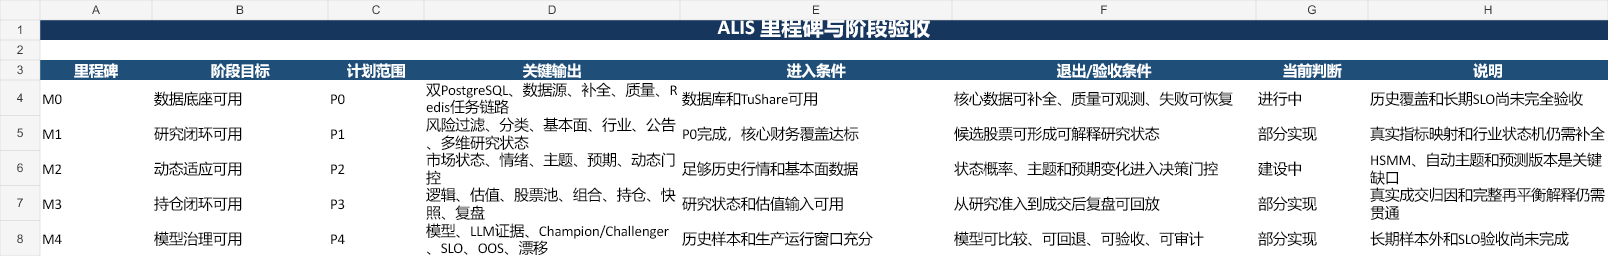 A B C D E F G H
1 ALIS 里程碑与阶段验收
2
3 里程碑 阶段目标 计划范围 关键输出 进入条件 退出/验收条件 当前判断 说明
4 M0 数据底座可用 P0 双PostgreSQL、数据源、补全、质量、R
edis任务链路 数据库和TuShare可用 核心数据可补全、质量可观测、失败可恢复 进行中 历史覆盖和长期SLO尚未完全验收
5 M1 研究闭环可用 P1 风险过滤、分类、基本面、行业、公告
、多维研究状态 P0完成，核心财务覆盖达标 候选股票可形成可解释研究状态 部分实现 真实指标映射和行业状态机仍需补全
6 M2 动态适应可用 P2 市场状态、情绪、主题、预期、动态门
控 足够历史行情和基本面数据 状态概率、主题和预期变化进入决策门控 建设中 HSMM、自动主题和预测版本是关键
缺口
7 M3 持仓闭环可用 P3 逻辑、估值、股票池、组合、持仓、快
照、复盘 研究状态和估值输入可用 从研究准入到成交后复盘可回放 部分实现 真实成交归因和完整再平衡解释仍需
贯通
8 M4 模型治理可用 P4 模型、LLM证据、Champion/Challenger
、SLO、OOS、漂移 历史样本和生产运行窗口充分 模型可比较、可回退、可验收、可审计 部分实现 长期样本外和SLO验收尚未完成